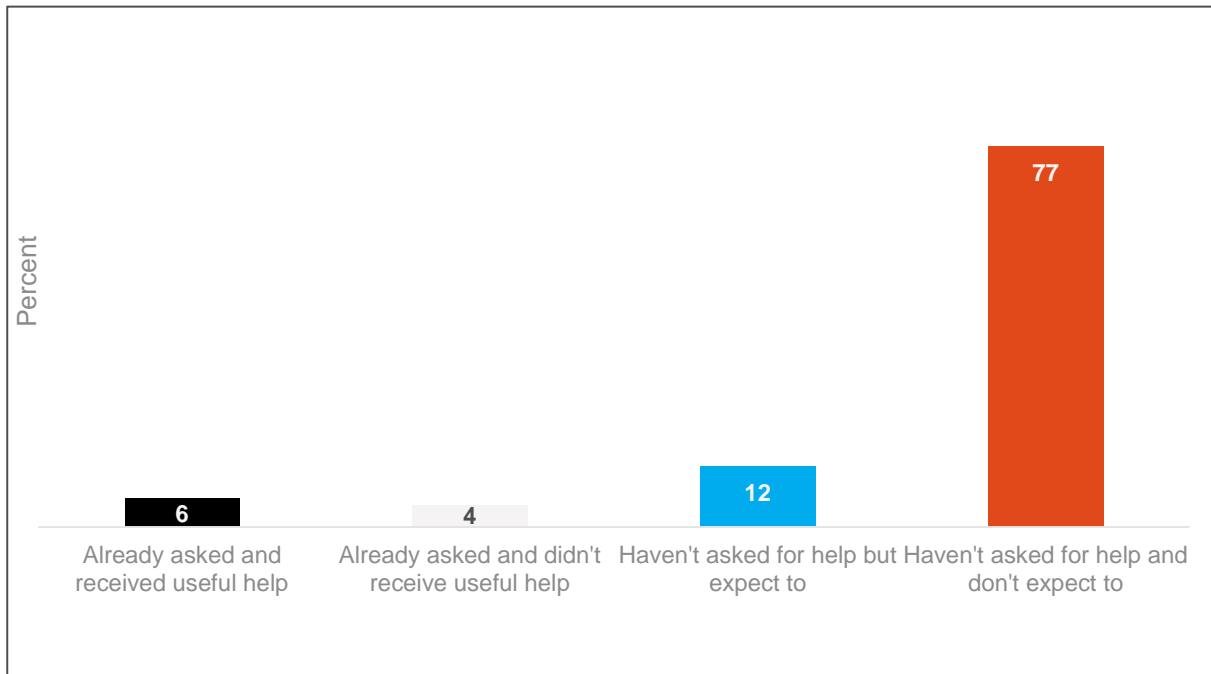 Percent
6
4
12
77
Already asked and
received useful help
Already asked and didn't
receive useful help
Haven't asked for help but
expect to
Haven't asked for help and
don't expect to